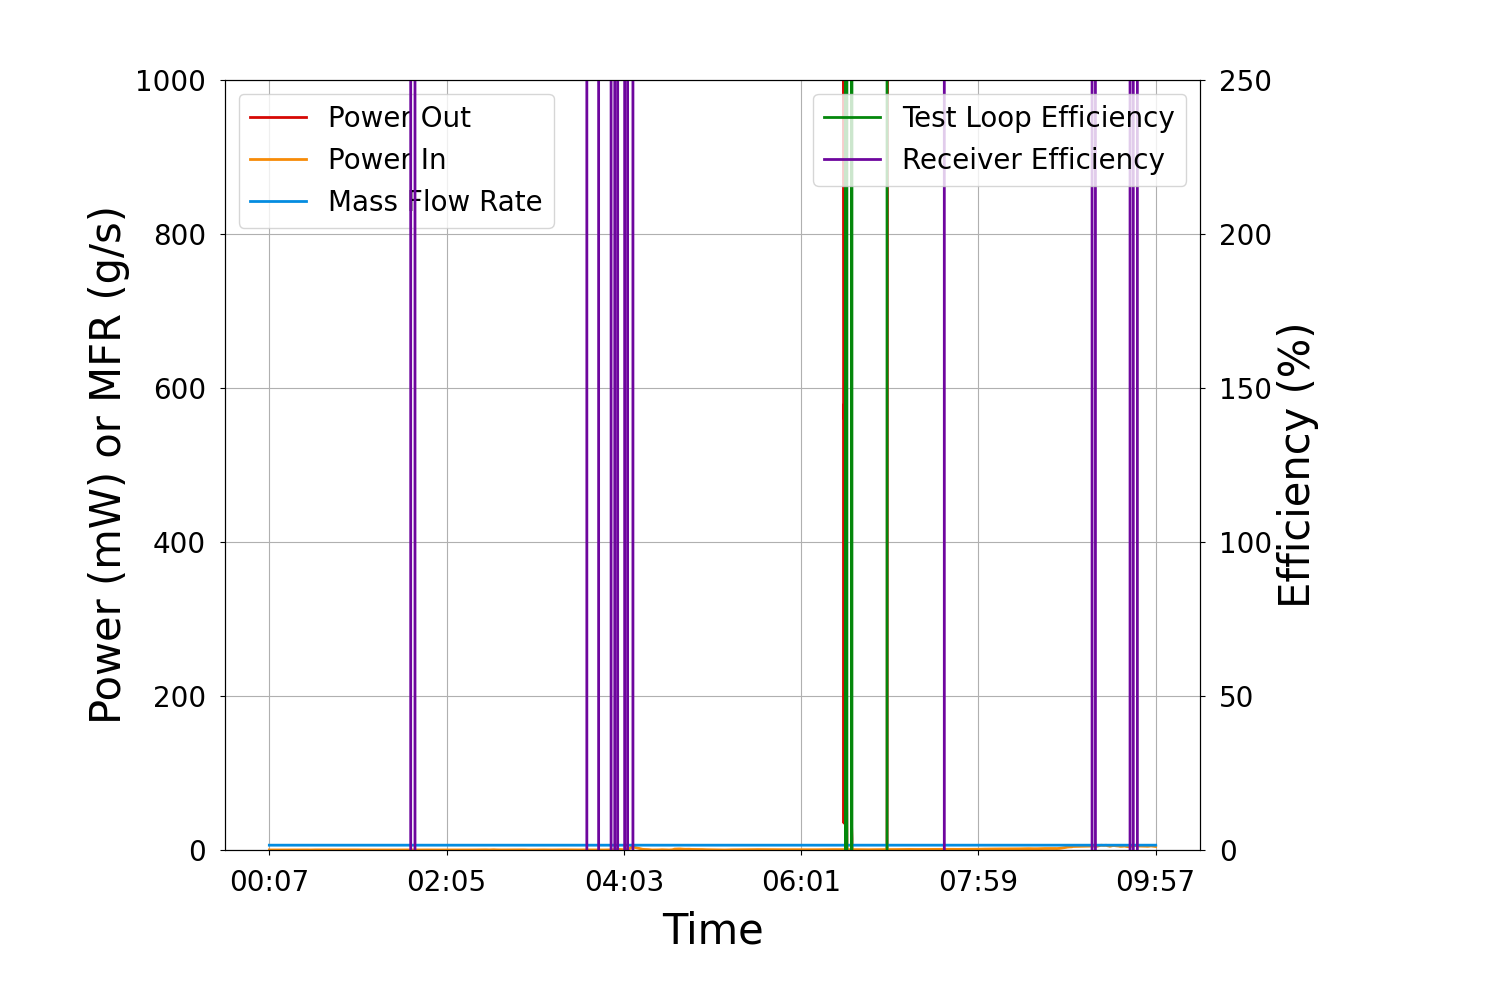 1000
800
600
400
200
0
Power (mW) or MFR (g/s)
Power Out
Power In
Mass Flow Rate
Test Loop Efficiency
Receiver Efficiency
250
200
150
100
50
0
Efficiency (%)
00:07 02:05 04:03 06:01 07:59 09:57
Time